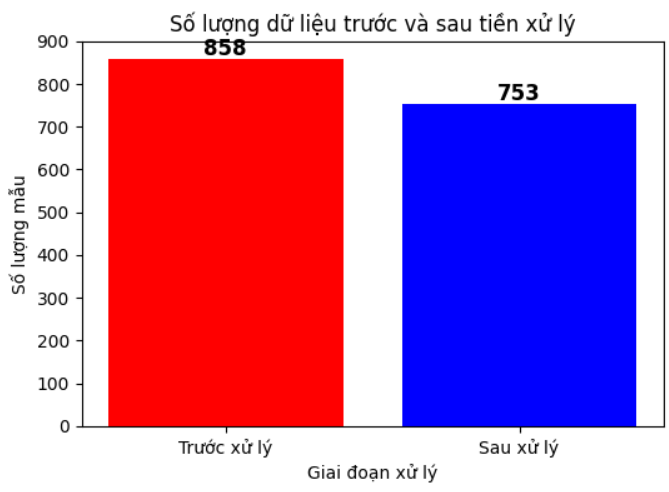 Số lượng dữ liệu trước và sau tiền xử lý
900
858
800
753
700
600
500
400
300
200
100
0
Số lượng mẫu
Trước xử lý
Sau xử lý
Giai đoạn xử lý